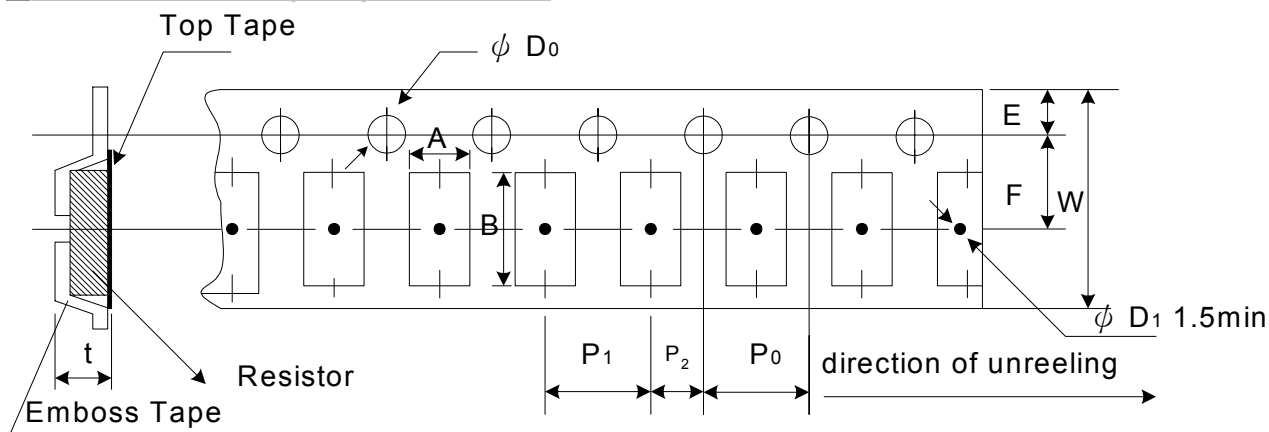 Top Tape
ψ D0
E
A
F
W
B
ψ D1 1.5min
t
P1
P2
P0
direction of unreeling
Resistor
Emboss Tape